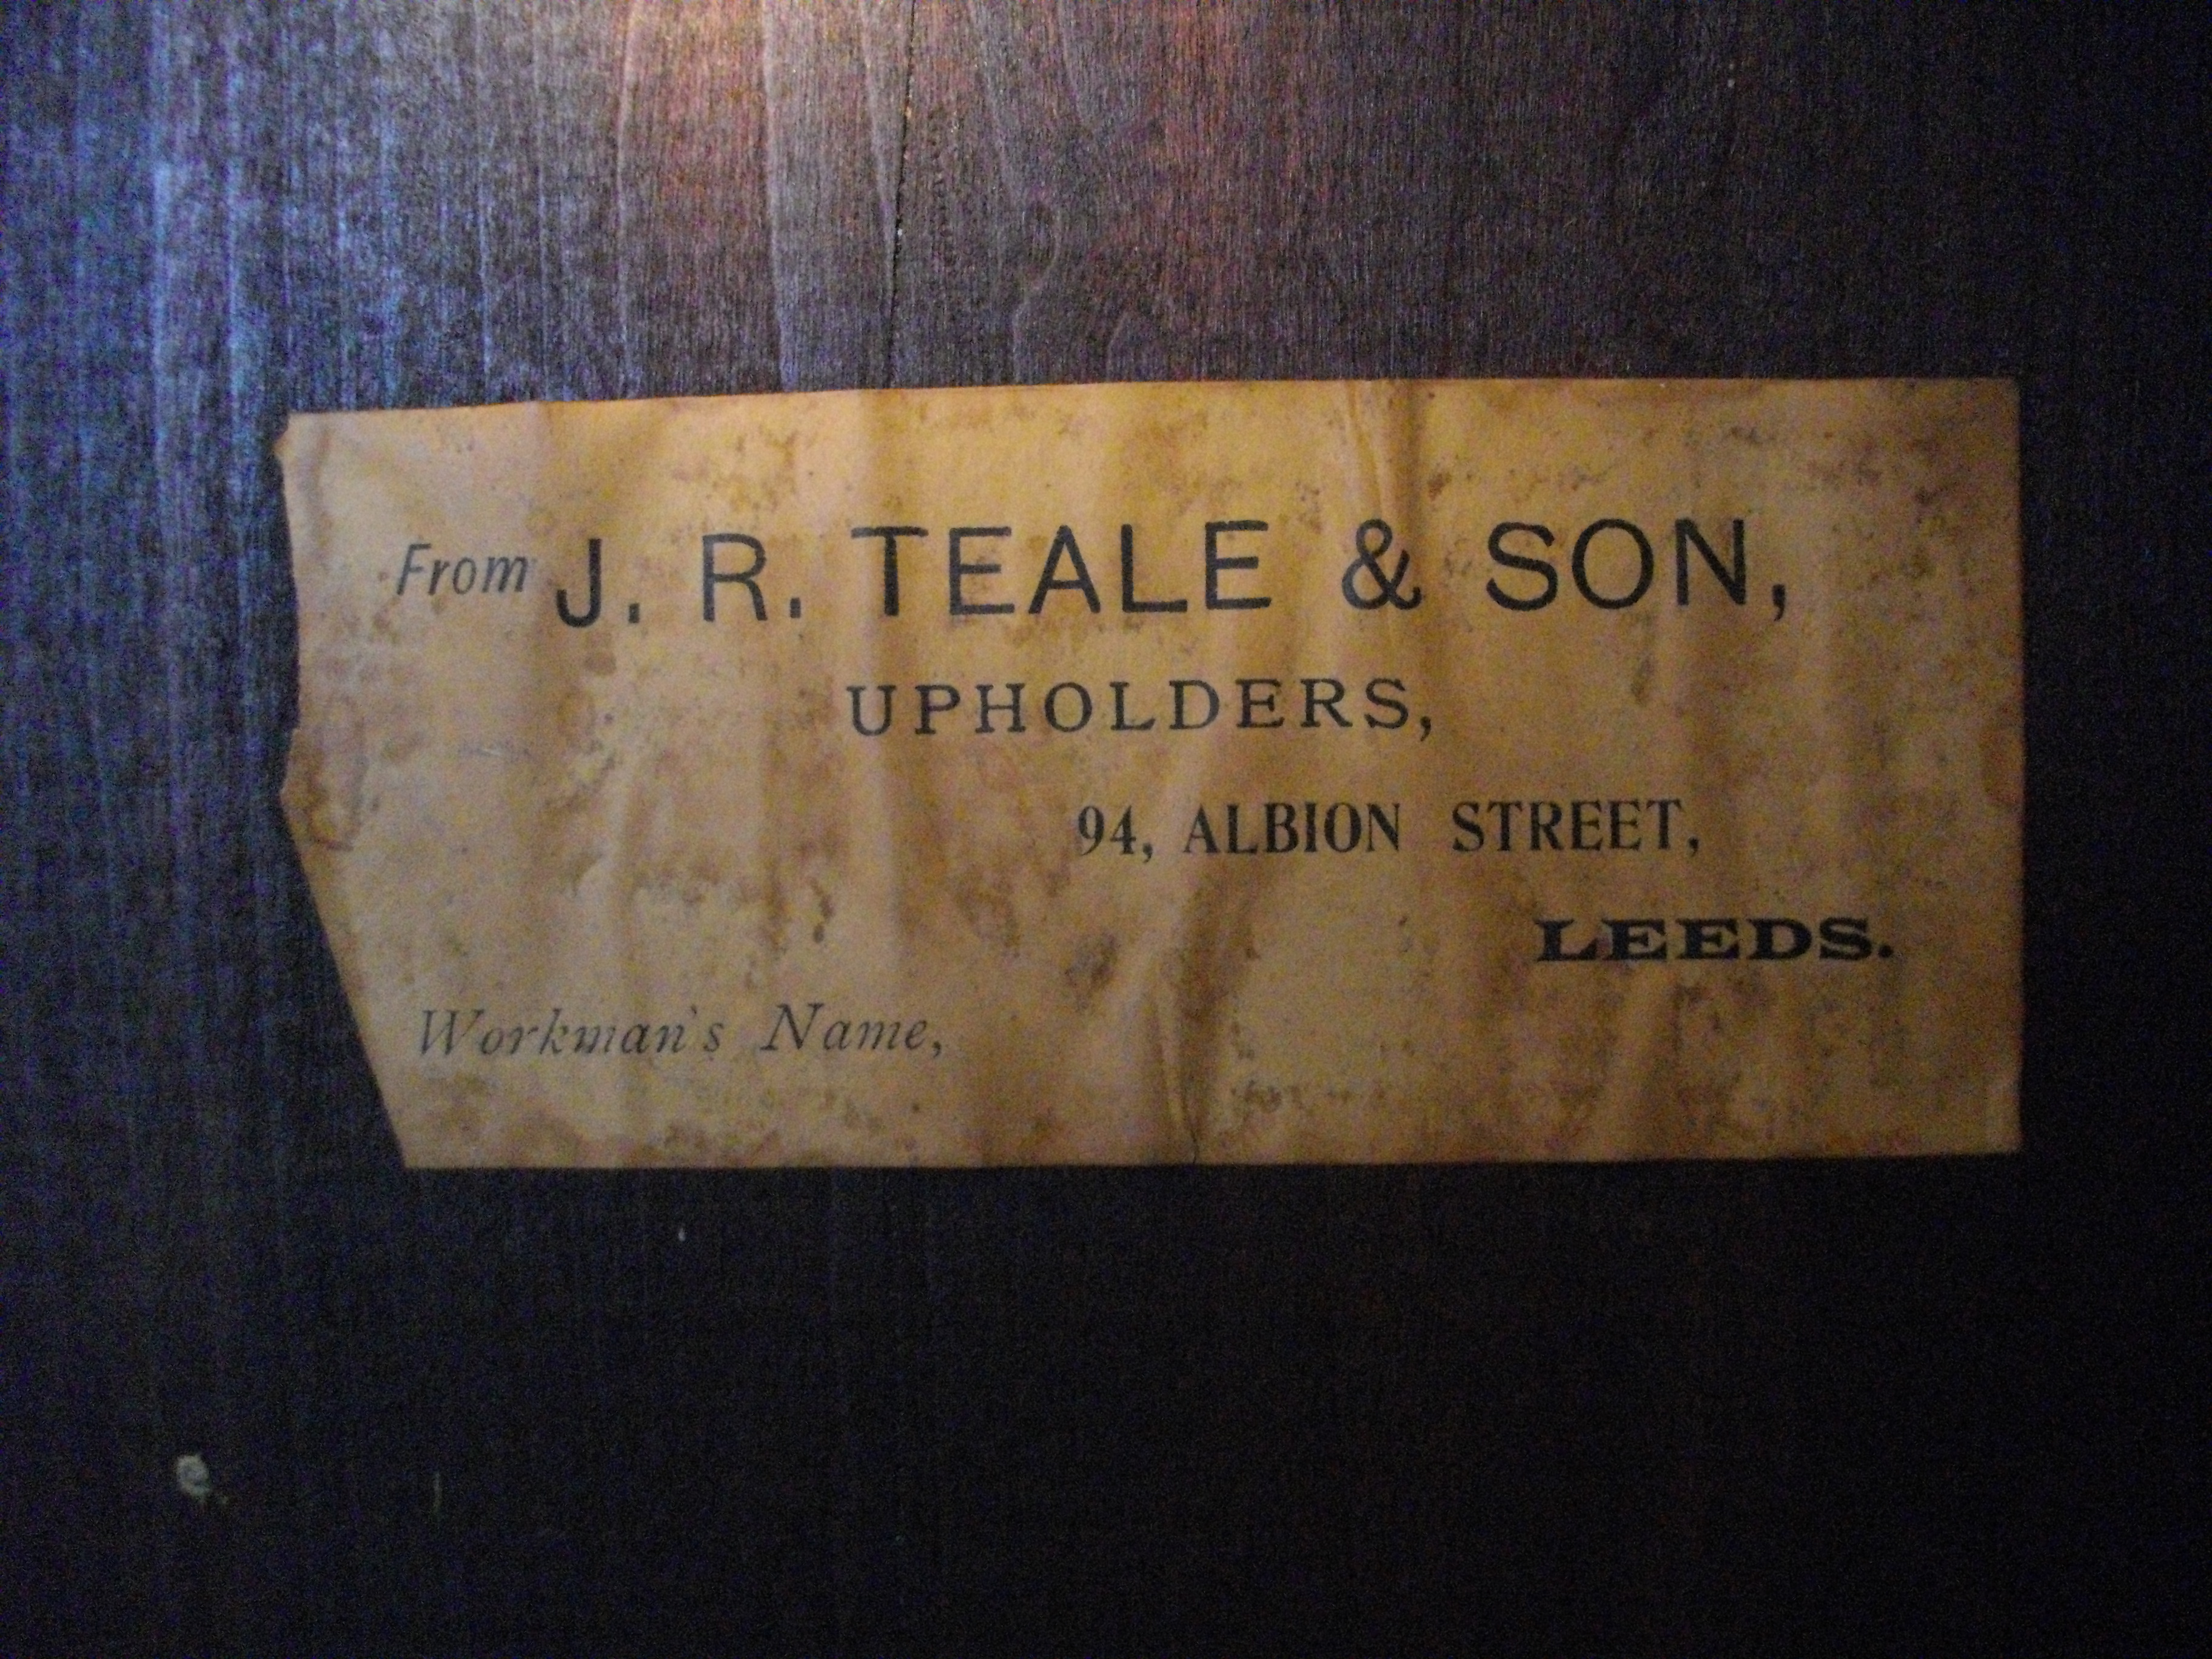 From J. R. TEALE & SON,
UPHOLDERS,
94, ALBION STREET,
LEEDS.
Workman's Name,